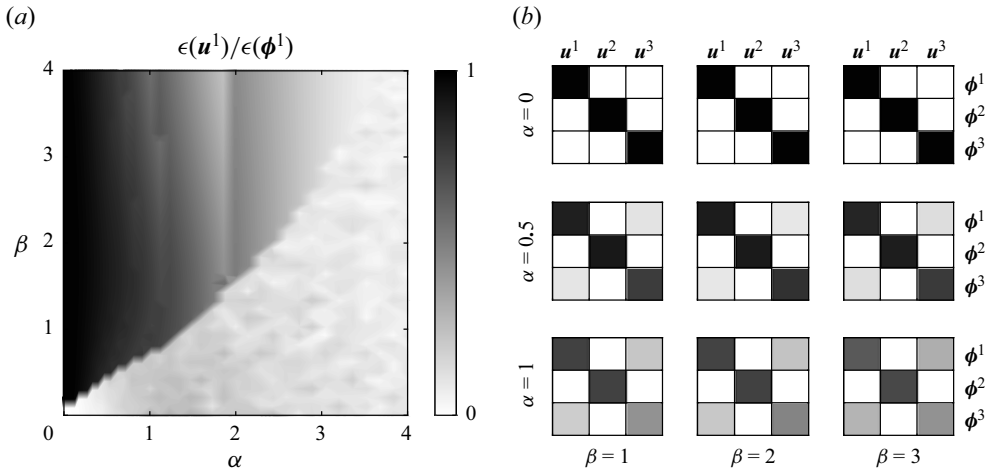 (a)
ϵ(u¹)/ϵ(ϕ¹)
4
3
2
1
β
0
1
2
3
4
α
1
0
(b)
u¹ u² u³ u¹ u² u³ u¹ u² u³
α = 0
ϕ¹
ϕ²
ϕ³
α = 0.5
ϕ¹
ϕ²
ϕ³
α = 1
ϕ¹
ϕ²
ϕ³
β = 1 β = 2 β = 3